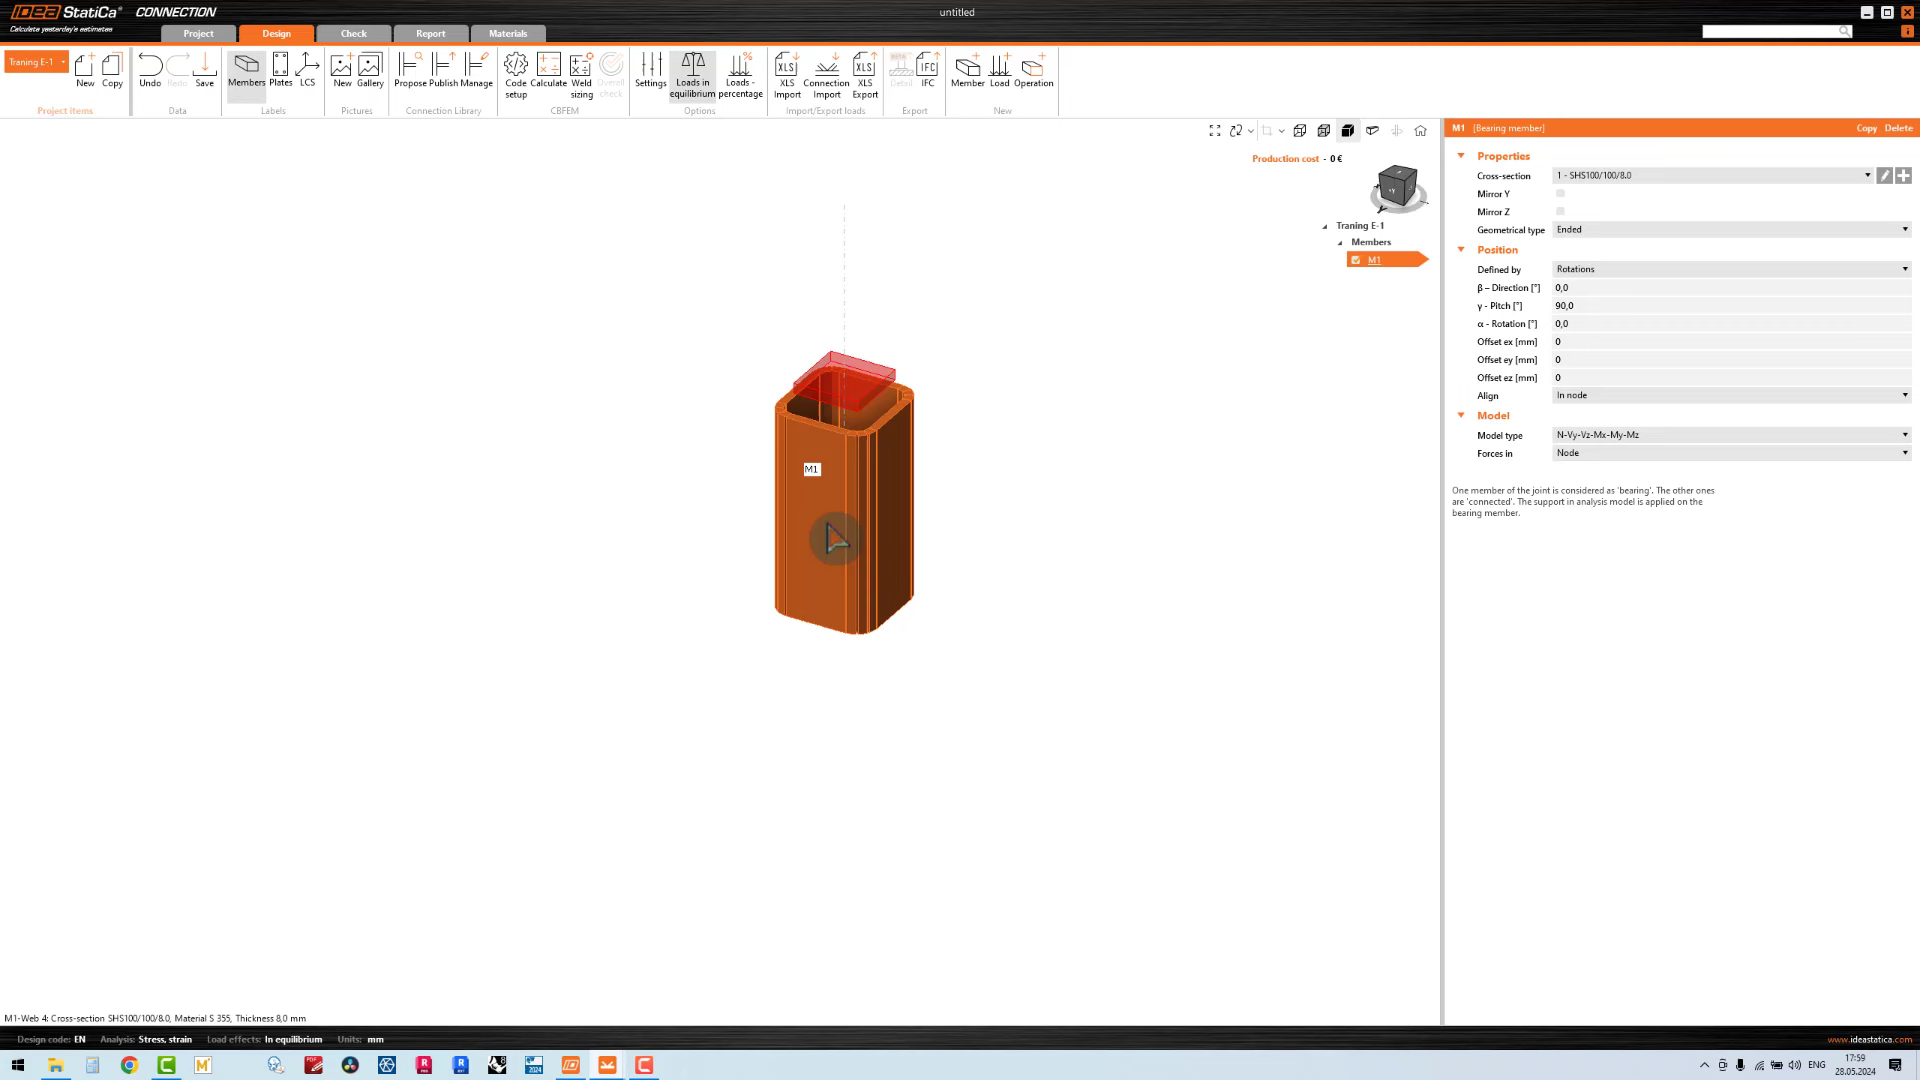 IDEA StatiCa® CONNECTION
Calculate yesterday's estimates
untitled
Project
Design
Check
Report
Materials
Traning E-1
New
Copy
Undo
Redo
Save
Members
Plates
LCS
New
Gallery
Propose
Publish
Manage
Code setup
Calculate
Weld sizing
Overall check
Settings
Loads in equilibrium
Loads - percentage
XLS Import
Connection Import
XLS Export
BETA
Detail
IFC
Member
Load
Operation
Project items
Data
Labels
Pictures
Connection Library
CBFEM
Options
Import/Export loads
Export
New
Production cost - 0 €
Traning E-1
Members
M1
M1
M1 [Bearing member]
Copy
Delete
Properties
Cross-section 1 - SHS100/100/8.0
Mirror Y
Mirror Z
Geometrical type Ended
Position
Defined by Rotations
β – Direction [°] 0,0
γ - Pitch [°] 90,0
α - Rotation [°] 0,0
Offset ex [mm] 0
Offset ey [mm] 0
Offset ez [mm] 0
Align In node
Model
Model type N-Vy-Vz-Mx-My-Mz
Forces in Node
One member of the joint is considered as 'bearing'. The other ones
are 'connected'. The support in analysis model is applied on the
bearing member.
M1-Web 4: Cross-section SHS100/100/8.0, Material S 355, Thickness 8,0 mm
Design code: EN Analysis: Stress, strain Load effects: In equilibrium Units: mm
www.ideastatica.com
ENG
17:59
28.05.2024